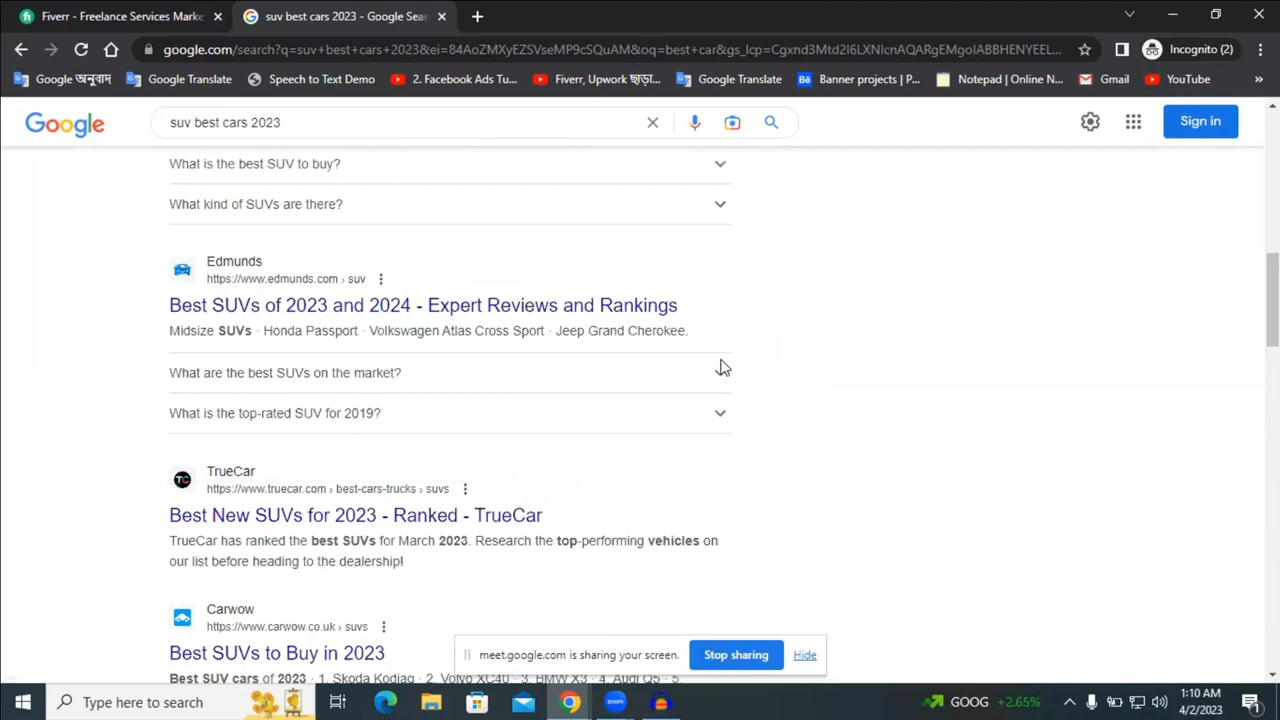 Fiverr - Freelance Services Marke
suv best cars 2023 - Google Sear
google.com/search?q=suv+best+cars+2023&ei=84AoZMXyEZSVseMP9cSQuAM&oq=best+car&gs_lcp=Cgxnd3Mtd2l6LXNlcnAQARgEMgoIABBHENYEEL...
Incognito (2)
Google অনুবাদ
Google Translate
Speech to Text Demo
2. Facebook Ads Tu...
Fiverr, Upwork ছাড়া...
Google Translate
Banner projects | P...
Notepad | Online N...
Gmail
YouTube
»
Google
suv best cars 2023
Sign in
What is the best SUV to buy?
What kind of SUVs are there?
Edmunds
https://www.edmunds.com › suv
Best SUVs of 2023 and 2024 - Expert Reviews and Rankings
Midsize SUVs · Honda Passport · Volkswagen Atlas Cross Sport · Jeep Grand Cherokee.
What are the best SUVs on the market?
What is the top-rated SUV for 2019?
TC
TrueCar
https://www.truecar.com › best-cars-trucks › suvs
Best New SUVs for 2023 - Ranked - TrueCar
TrueCar has ranked the best SUVs for March 2023. Research the top-performing vehicles on
our list before heading to the dealership!
Carwow
https://www.carwow.co.uk › suvs
Best SUVs to Buy in 2023
Best SUV cars of 2023 · 1. Skoda Kodiaq · 2. Volvo XC40 · 3. BMW X3 · 4. Audi Q5 · 5.
meet.google.com is sharing your screen.
Stop sharing
Hide
Type here to search
zoom
GOOG +2.65%
1:10 AM
4/2/2023
1